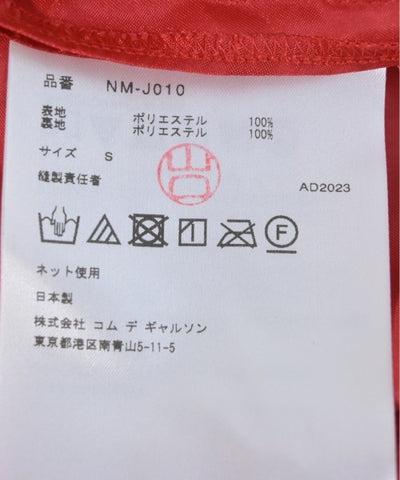 品番 NM-J010
表地 ポリエステル 100%
裏地 ポリエステル 100%
サイズ S
縫製責任者
AD2023
F
ネット使用
日本製
株式会社 コム デ ギャルソン
東京都港区南青山5-11-5